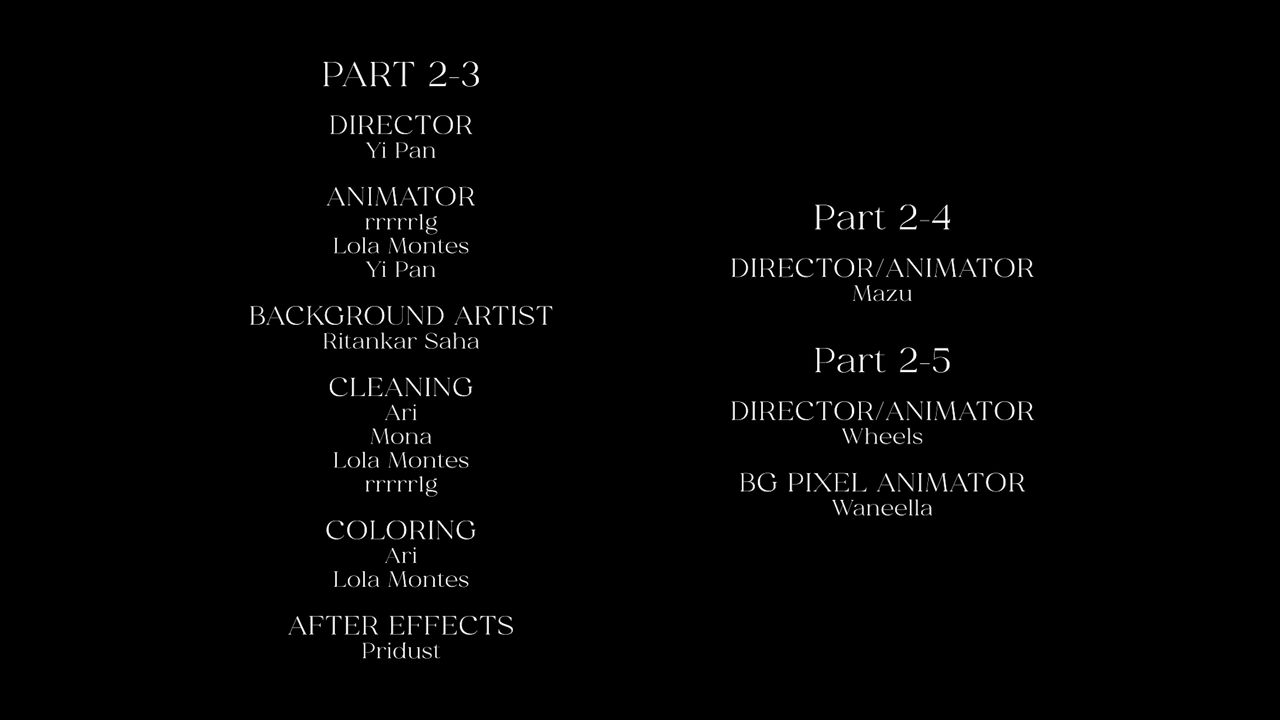 PART 2-3
DIRECTOR
Yi Pan
ANIMATOR
rrrrrlg
Lola Montes
Yi Pan
BACKGROUND ARTIST
Ritankar Saha
CLEANING
Ari
Mona
Lola Montes
rrrrrlg
COLORING
Ari
Lola Montes
AFTER EFFECTS
Pridust
Part 2-4
DIRECTOR/ANIMATOR
Mazu
Part 2-5
DIRECTOR/ANIMATOR
Wheels
BG PIXEL ANIMATOR
Waneella